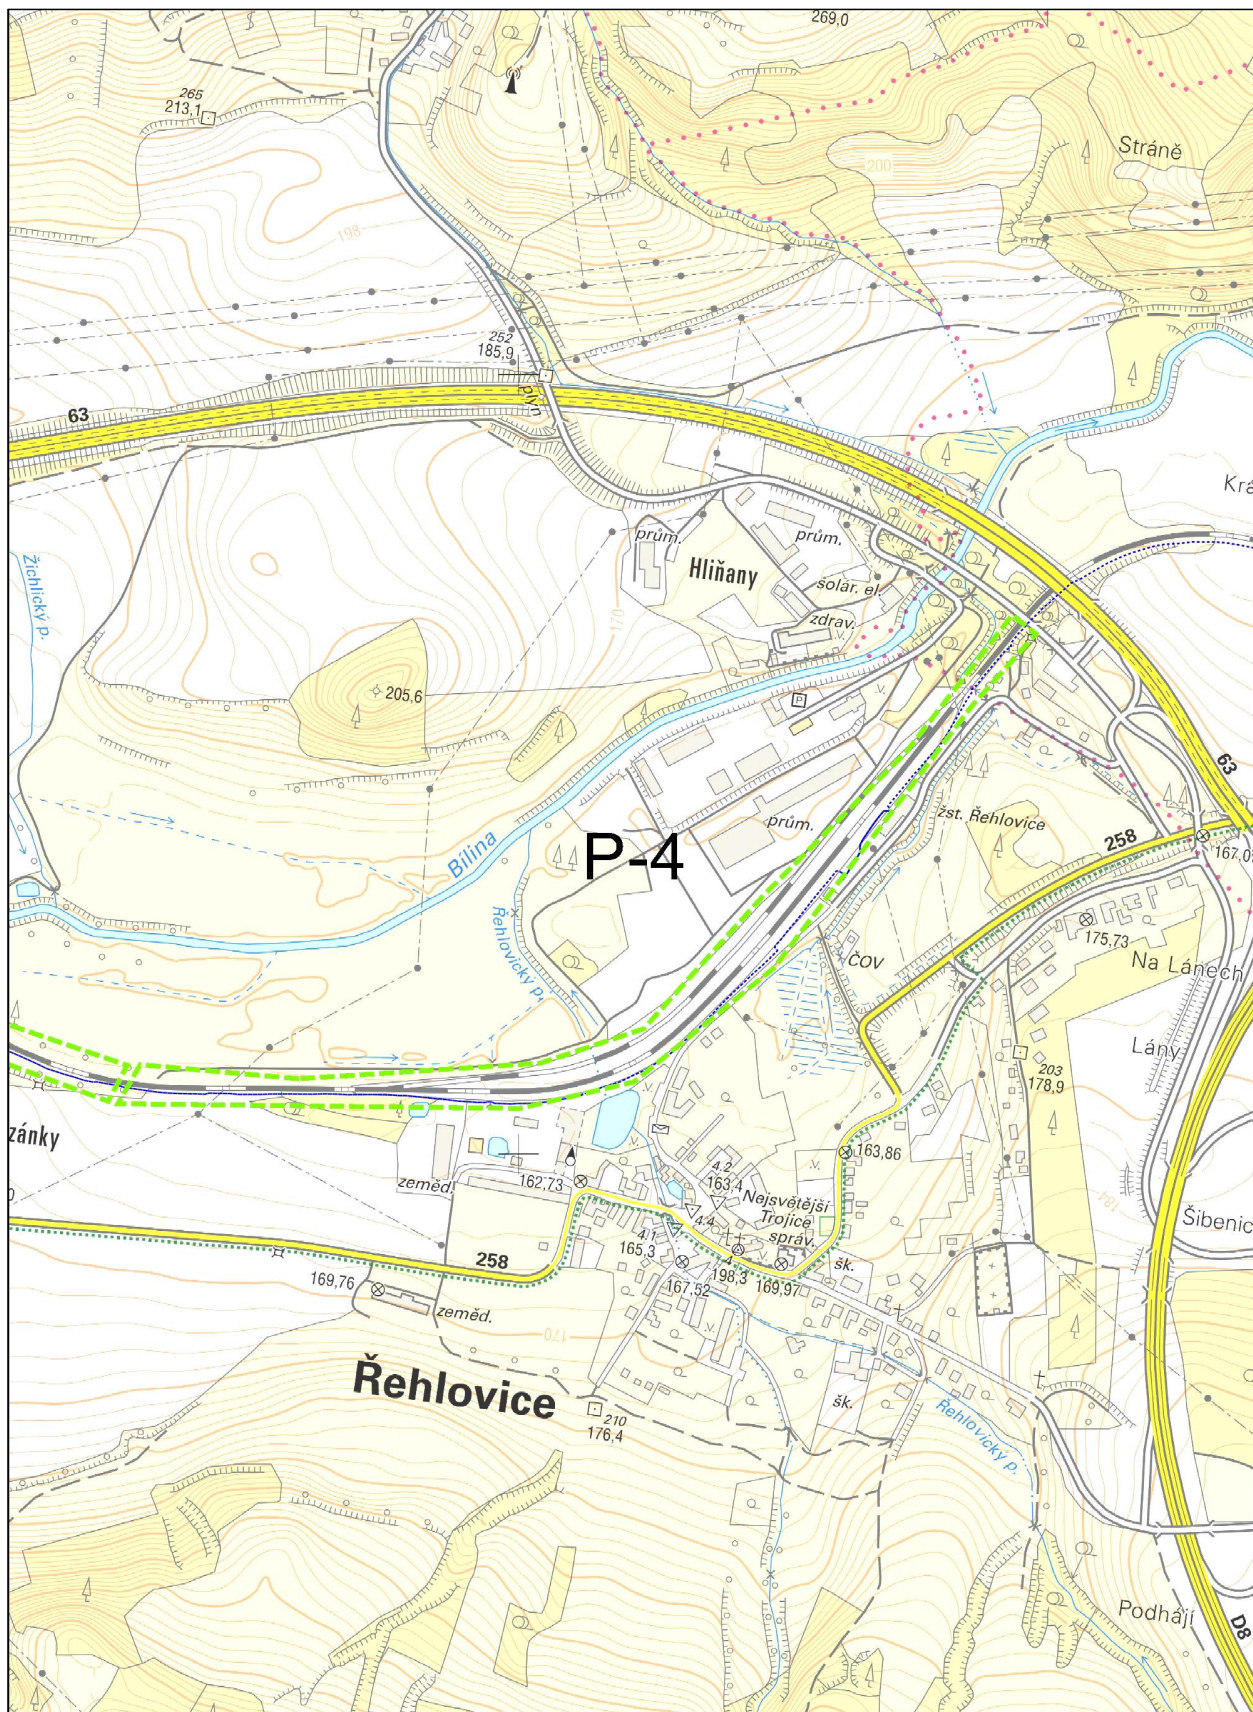 269,0
265
213,1
Stráně
200
198
252
185,9
plyn
63
Krá
prům.
prům.
Hliňany
solár. el.
zdrav.
170
Žichlický p.
205,6
P
63
žst. Řehlovice
prům.
258
167,0
P-4
Bílina
Řehlovický p.
175,73
ČOV
Na Lánech
Lány
203
178,9
zánky
163,86
4.2
163,4
zeměd.
162,73
Nejsvětější
Trojice
správ.
184
Šibenic
4.4
4.1
165,3
258
šk.
198,3
169,97
167,52
169,76
zeměd.
170
Řehlovice
šk.
210
176,4
Řehlovický p.
Podhájí
D8